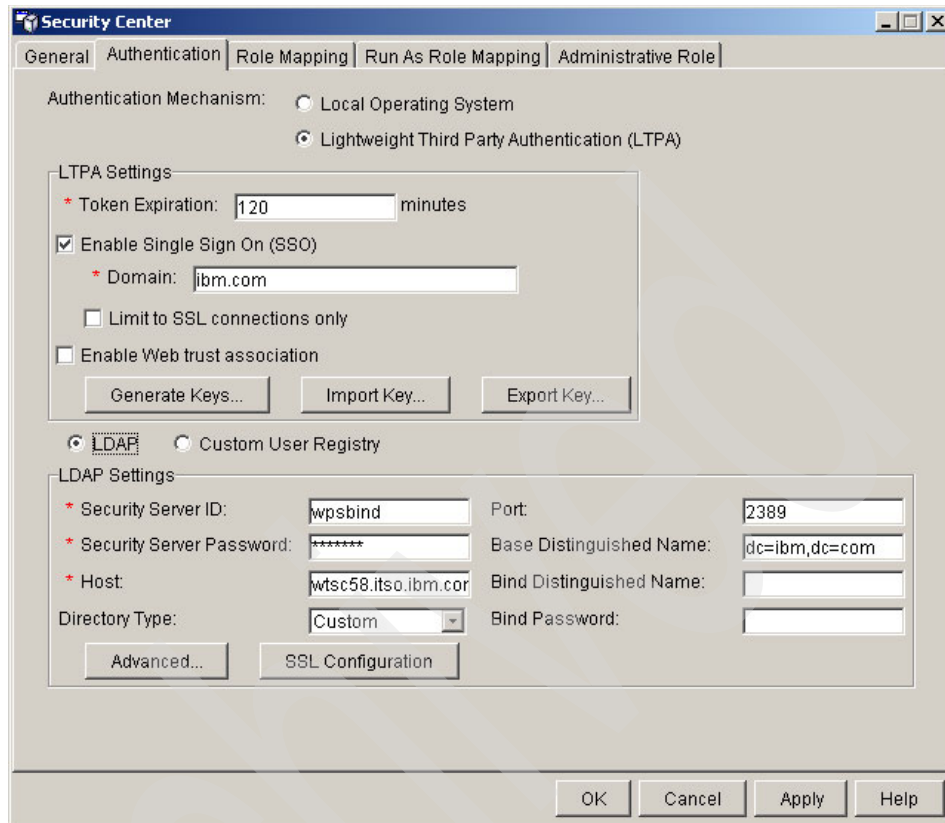 Security Center
General Authentication Role Mapping Run As Role Mapping Administrative Role
Authentication Mechanism: Local Operating System
Lightweight Third Party Authentication (LTPA)
LTPA Settings
* Token Expiration: 120 minutes
Enable Single Sign On (SSO)
* Domain: ibm.com
Limit to SSL connections only
Enable Web trust association
Generate Keys... Import Key... Export Key...
LDAP Custom User Registry
LDAP Settings
* Security Server ID: wpsbind Port: 2389
* Security Server Password: ******* Base Distinguished Name: dc=ibm,dc=com
* Host: wtsc58.itso.ibm.cor Bind Distinguished Name:
Directory Type: Custom Bind Password:
Advanced... SSL Configuration
OK Cancel Apply Help